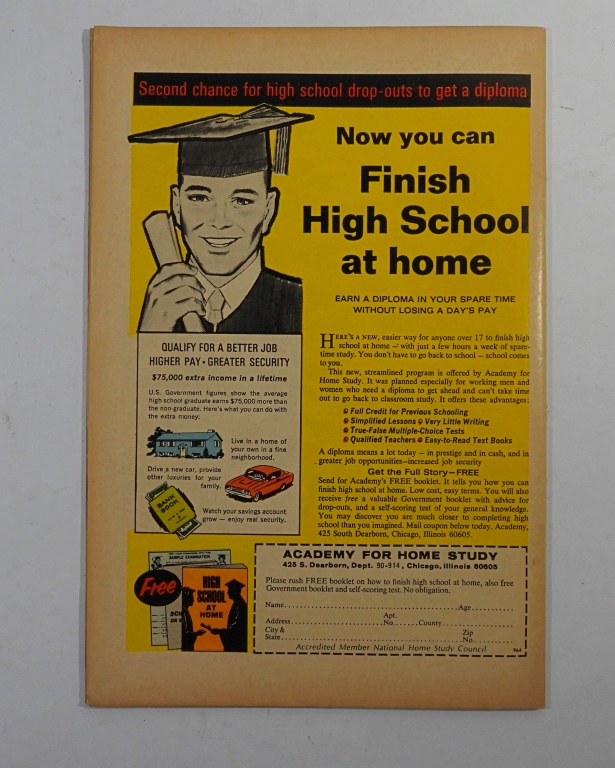 Second chance for high school drop-outs to get a diploma
Now you can
Finish
High School
at home
EARN A DIPLOMA IN YOUR SPARE TIME
WITHOUT LOSING A DAY'S PAY
QUALIFY FOR A BETTER JOB
HIGHER PAY • GREATER SECURITY
$75,000 extra income in a lifetime
U.S. Government figures show the average
high school graduate earns $75,000 more than
the non-graduate. Here's what you can do with
the extra money:
Live in a home of
your own in a fine
neighborhood.
Drive a new car, provide
other luxuries for your
family.
BANK
BOOK
Watch your savings account
grow — enjoy real security.
HERE'S A NEW, easier way for anyone over 17 to finish high
school at home — with just a few hours a week of spare-
time study. You don't have to go back to school — school comes
to you.
This new, streamlined program is offered by Academy for
Home Study. It was planned especially for working men and
women who need a diploma to get ahead and can't take time
out to go back to classroom study. It offers these advantages:
Full Credit for Previous Schooling
Simplified Lessons Very Little Writing
True-False Multiple-Choice Tests
Qualified Teachers Easy-to-Read Text Books
A diploma means a lot today — in prestige and in cash, and in
greater job opportunities—increased job security
Get the Full Story—FREE
Send for Academy's FREE booklet. It tells you how you can
finish high school at home. Low cost, easy terms. You will also
receive free a valuable Government booklet with advice for
drop-outs, and a self-scoring test of your general knowledge.
You may discover you are much closer to completing high
school than you imagined. Mail coupon below today. Academy,
425 South Dearborn, Chicago, Illinois 60605.
Free
SAMPLE EXAMINATION
HIGH
SCHOOL
AT
HOME
ACADEMY FOR HOME STUDY
425 S. Dearborn, Dept. 90-914, Chicago, Illinois 60605
Please rush FREE booklet on how to finish high school at home, also free
Government booklet and self-scoring test. No obligation.
Name Age
Address Apt. No. County
City & State Zip No.
Accredited Member National Home Study Council 964